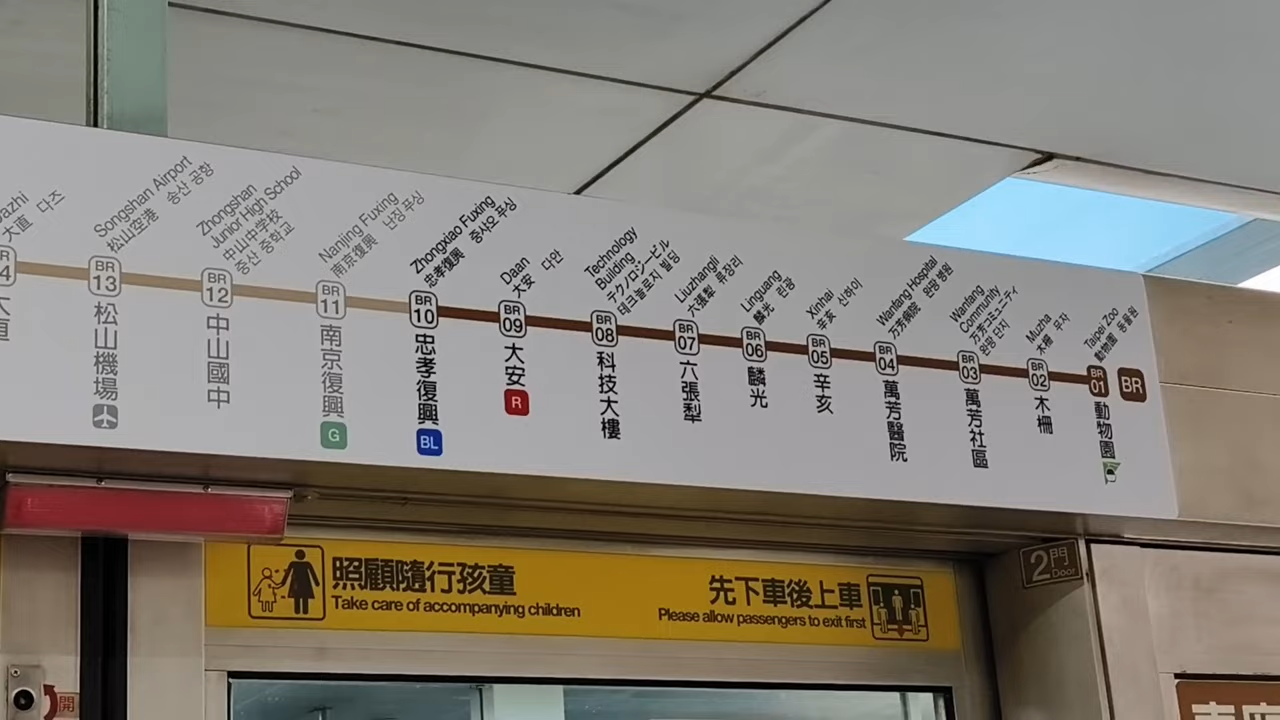 Dazhi
大直 다즈
大直
Songshan Airport
松山空港 송산 공항
BR
13
松山機場
Zhongshan
Junior High School
中山中学校
중산 중학교
BR
12
中山國中
Nanjing Fuxing
南京復興 난징 푸싱
BR
11
南京復興
G
Zhongxiao Fuxing
忠孝復興 중샤오 푸싱
BR
10
忠孝復興
BL
Daan
大安 다안
BR
09
大安
R
Technology
Building
テクノロジービル
테크놀로지 빌딩
BR
08
科技大樓
Liuzhangli
六張犁 류장리
BR
07
六張犁
Linguang
麟光 린광
BR
06
麟光
Xinhai
辛亥 신하이
BR
05
辛亥
Wanfang Hospital
万芳病院 완팡 병원
BR
04
萬芳醫院
Wanfang
Community
万芳コミュニティ
완팡 단지
BR
03
萬芳社區
Muzha
木柵 무자
BR
02
木柵
Taipei Zoo
動物園 동물원
BR
01
動物園
BR
照顧隨行孩童
Take care of accompanying children
先下車後上車
Please allow passengers to exit first
2門
Door
開